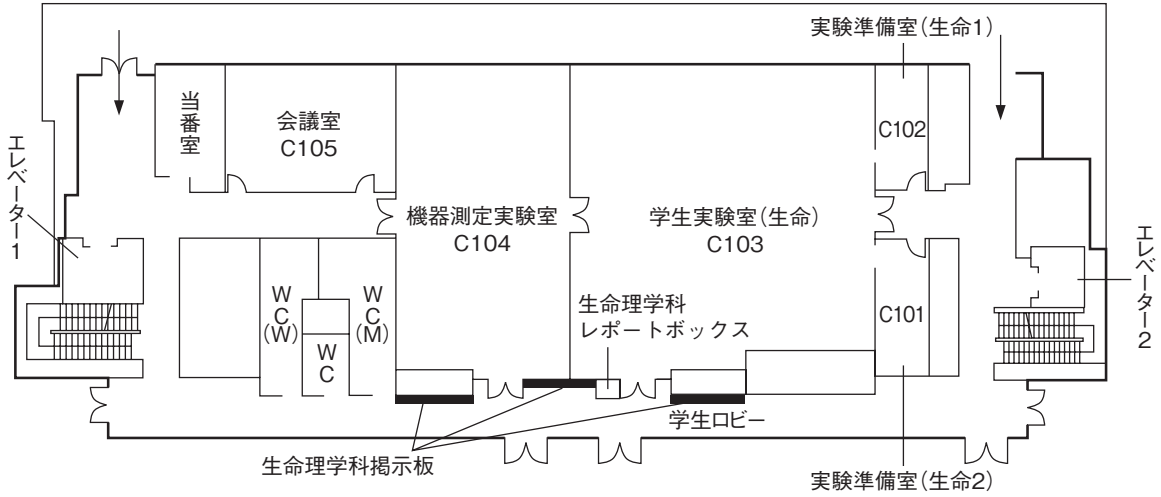 実験準備室(生命1)
当番室
会議室
C105
C102
エレベーター1
機器測定実験室
C104
学生実験室(生命)
C103
エレベーター2
WC(W)
WC
WC(M)
生命理学科
レポートボックス
C101
学生ロビー
生命理学科掲示板
実験準備室(生命2)